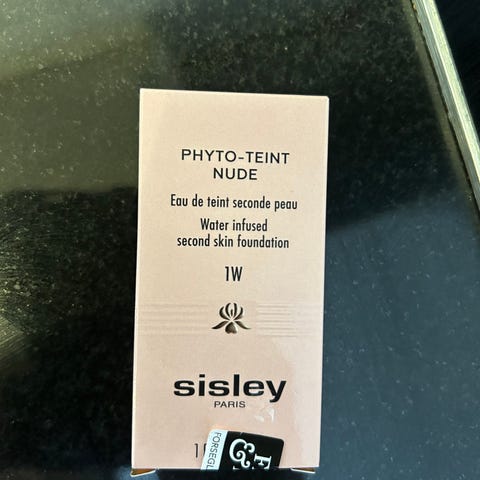 PHYTO-TEINT
NUDE
Eau de teint seconde peau
Water infused
second skin foundation
1W
sisley
PARIS